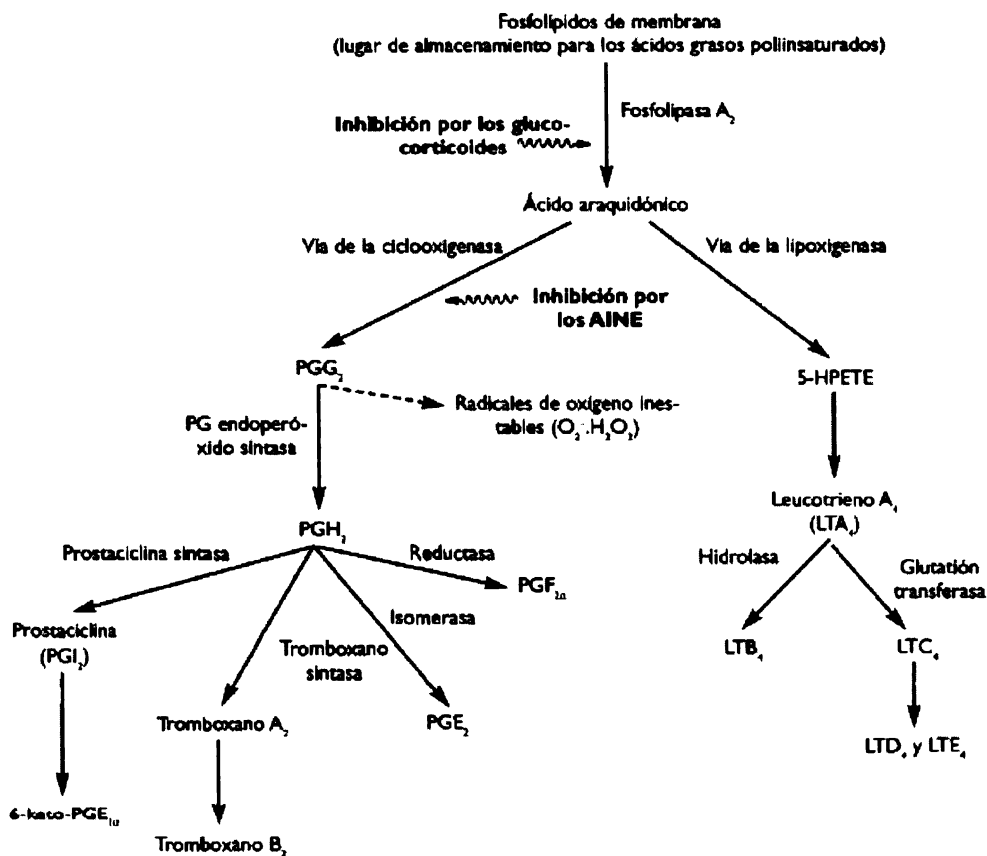 Fosfolípidos de membrana
(lugar de almacenamiento para los ácidos grasos poliinsaturados)
Fosfolipasa A₂
Inhibición por los gluco-
corticoides
Ácido araquidónico
Vía de la ciclooxigenasa
Vía de la lipoxigenasa
Inhibición por
los AINE
PGG₂
5-HPETE
Radicales de oxígeno ines-
tables (O₂⁻.H₂O₂)
PG endoperó-
xido sintasa
Leucotrieno A₄
(LTA₄)
PGH₂
Prostaciclina sintasa
Reductasa
Hidrolasa
Glutatión
transferasa
PGF₂α
Isomerasa
Prostaciclina
(PGI₂)
Tromboxano
sintasa
LTB₄
LTC₄
Tromboxano A₂
PGE₂
LTD₄ y LTE₄
6-keto-PGE₁α
Tromboxano B₂